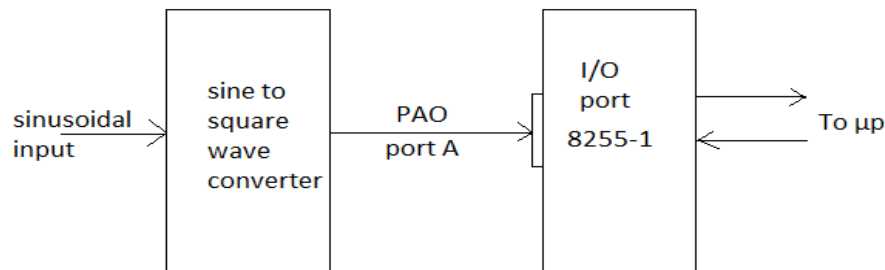 sinusoidal
input
sine to
square
wave
converter
PAO
port A
I/O
port
8255-1
To μp